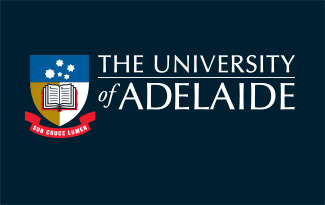 THE UNIVERSITY
of ADELAIDE
SUB CRUCE LUMEN